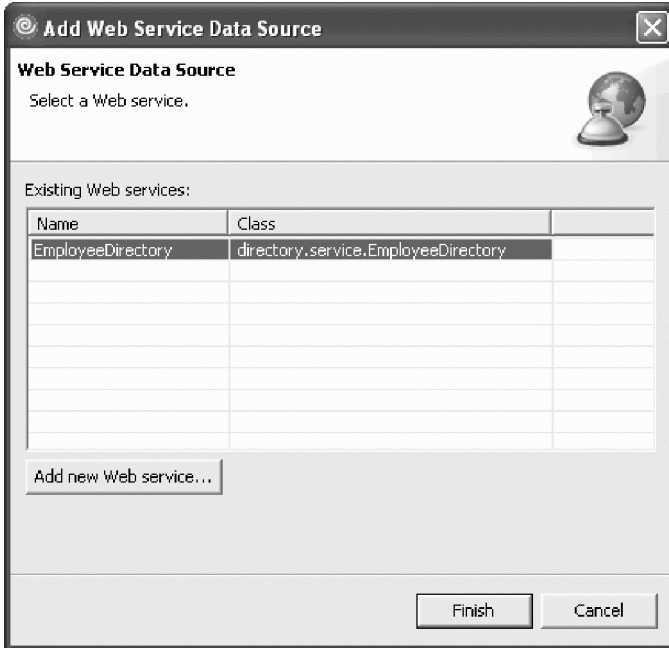 Add Web Service Data Source
Web Service Data Source
Select a Web service.
Existing Web services:
Name Class
EmployeeDirectory directory.service.EmployeeDirectory
Add new Web service...
Finish Cancel